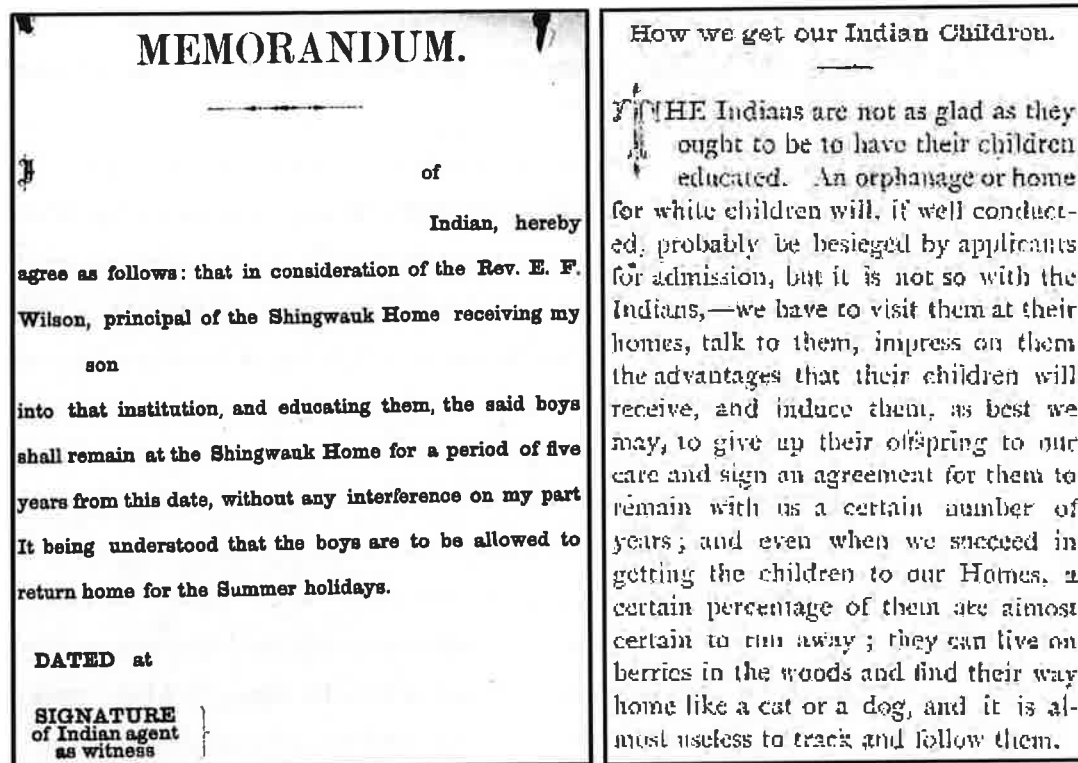 MEMORANDUM.
I of
Indian, hereby
agree as follows: that in consideration of the Rev. E. F.
Wilson, principal of the Shingwauk Home receiving my
son
into that institution, and educating them, the said boys
shall remain at the Shingwauk Home for a period of five
years from this date, without any interference on my part
It being understood that the boys are to be allowed to
return home for the Summer holidays.
DATED at
SIGNATURE
of Indian agent
as witness
How we get our Indian Children.
THE Indians are not as glad as they
ought to be to have their children
educated. An orphanage or home
for white children will, if well conduct-
ed, probably be besieged by applicants
for admission, but it is not so with the
Indians,—we have to visit them at their
homes, talk to them, impress on them
the advantages that their children will
receive, and induce them, as best we
may, to give up their offspring to our
care and sign an agreement for them to
remain with us a certain number of
years; and even when we succeed in
getting the children to our Homes, a
certain percentage of them are almost
certain to run away; they can live on
berries in the woods and find their way
home like a cat or a dog, and it is al-
most useless to track and follow them.